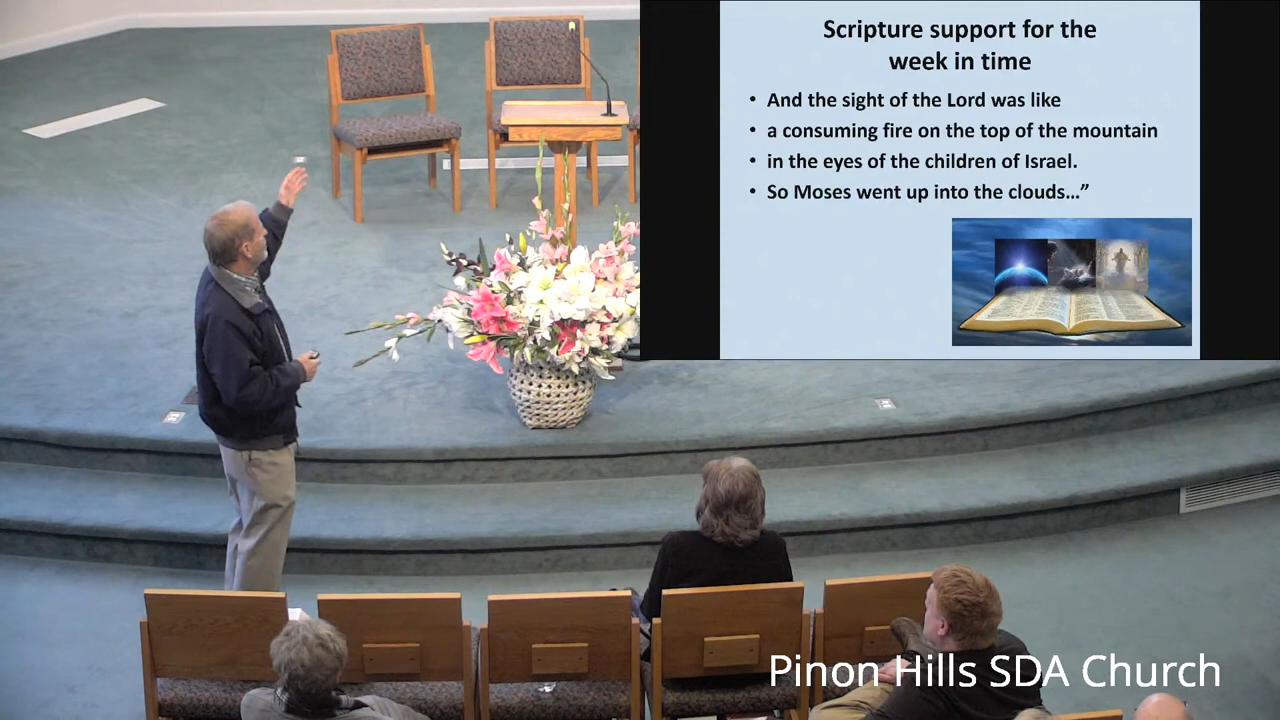 Scripture support for the
week in time
• And the sight of the Lord was like
• a consuming fire on the top of the mountain
• in the eyes of the children of Israel.
• So Moses went up into the clouds…”
Pinon Hills SDA Church